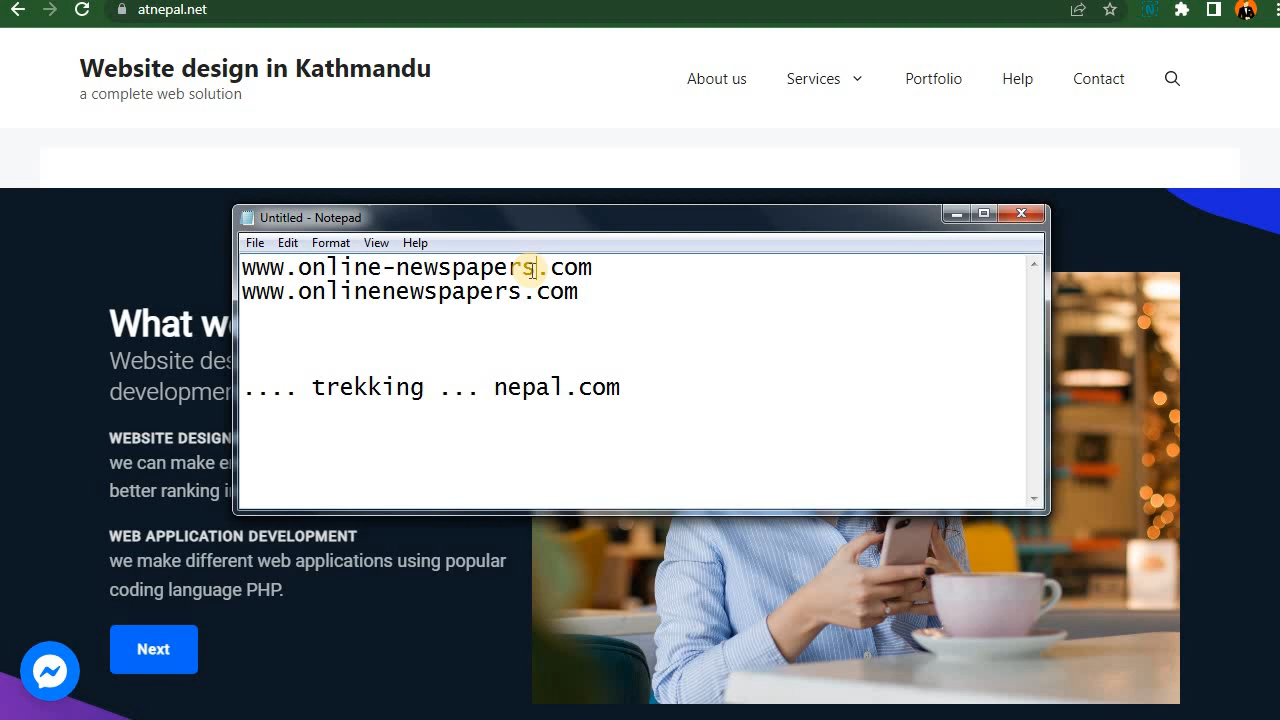 atnepal.net
Website design in Kathmandu
a complete web solution
About us
Services
Portfolio
Help
Contact
Untitled - Notepad
File Edit Format View Help
www.online-newspapers.com
www.onlinenewspapers.com
.... trekking ... nepal.com
What we
Website des
developmen
WEBSITE DESIGN
we can make e
better ranking i
WEB APPLICATION DEVELOPMENT
we make different web applications using popular
coding language PHP.
Next